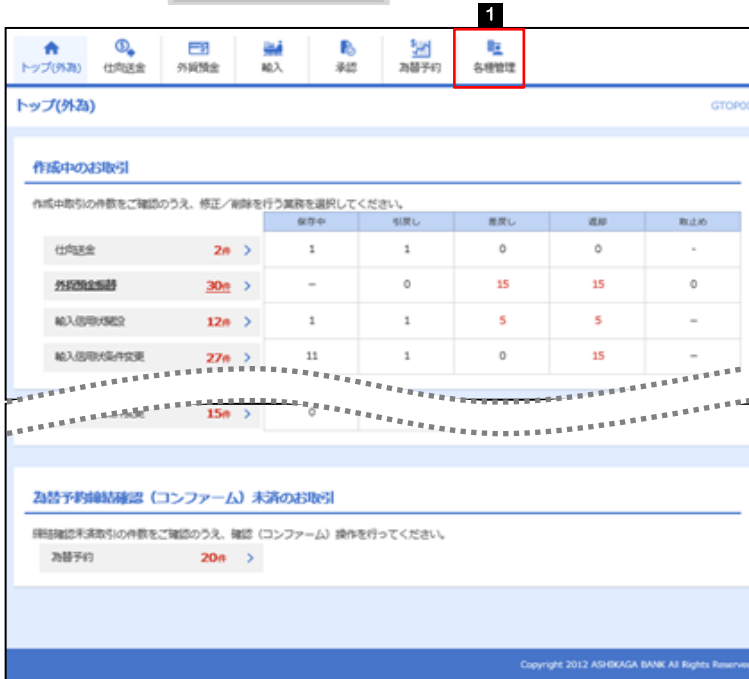 1
トップ(外為) 仕向送金 外貨預金 輸入 承認 為替予約 各種管理
トップ(外為) GTOP0
作成中のお取引
作成中取引の件数をご確認のうえ、修正/削除を行う業務を選択してください。
保存中 引戻し 差戻し 返却 取止め
仕向送金 2件 1 1 0 0 -
外貨預金振替 30件 - 0 15 15 0
輸入信用状開設 12件 1 1 5 5 -
輸入信用状条件変更 27件 11 1 0 15 -
15件 0
為替予約締結確認(コンファーム)未済のお取引
締結確認未済取引の件数をご確認のうえ、確認(コンファーム)操作を行ってください。
為替予約 20件
Copyright 2012 ASHIKAGA BANK All Rights Reserve